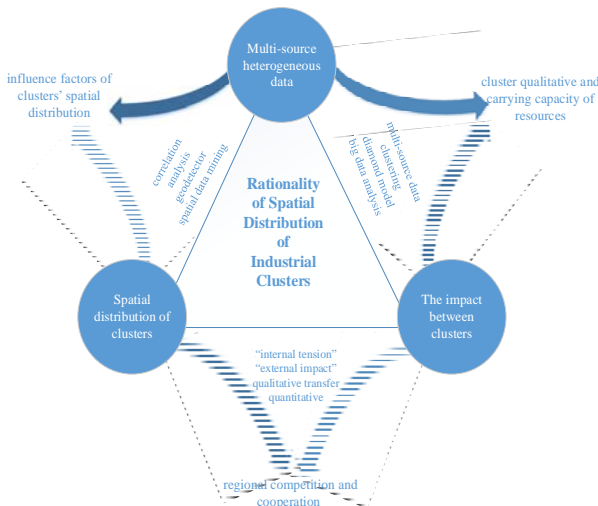 Multi-source
heterogeneous
data
influence factors of
clusters' spatial
distribution
cluster qualitative and
carrying capacity of
resources
correlation
analysis
geodetector
spatial data mining
multi-source data
clustering
diamond model
big data analysis
Rationality
of Spatial
Distribution
of
Industrial
Clusters
Spatial
distribution of
clusters
The impact
between
clusters
“internal tension”
“external impact”
qualitative transfer
quantitative
regional competition and
cooperation